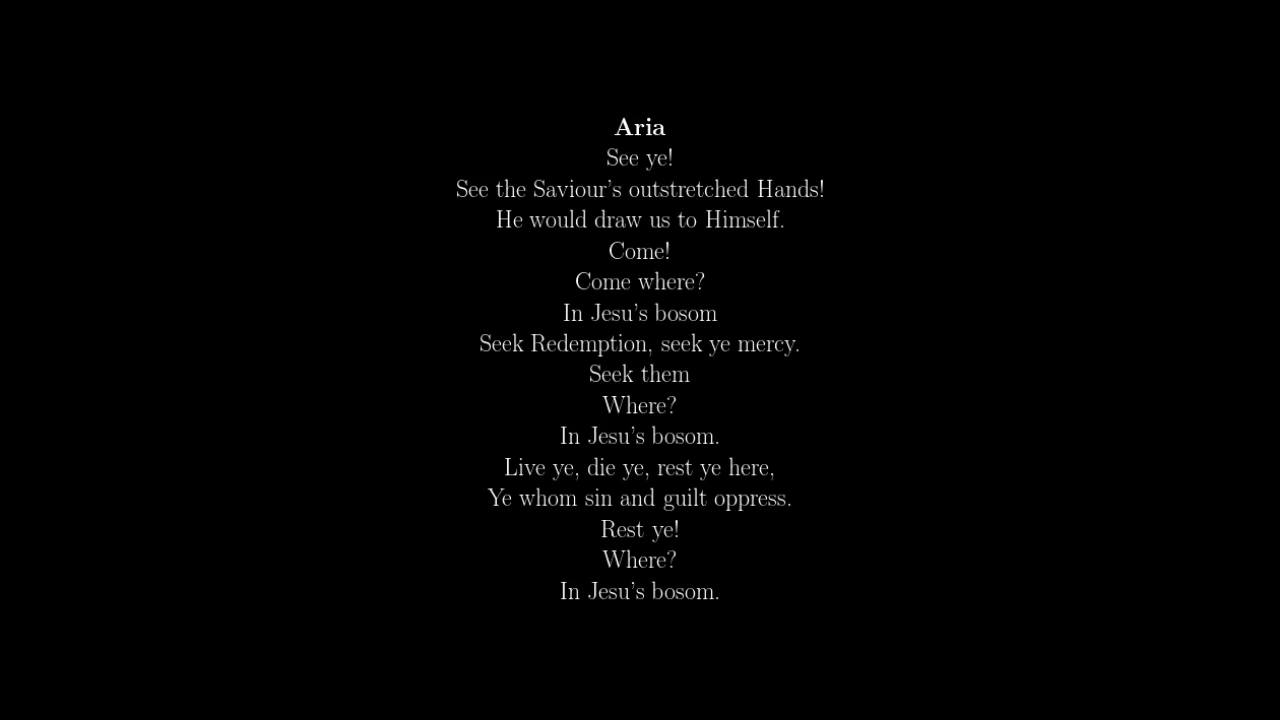 Aria
See ye!
See the Saviour's outstretched Hands!
He would draw us to Himself.
Come!
Come where?
In Jesu's bosom
Seek Redemption, seek ye mercy.
Seek them
Where?
In Jesu's bosom.
Live ye, die ye, rest ye here,
Ye whom sin and guilt oppress.
Rest ye!
Where?
In Jesu's bosom.